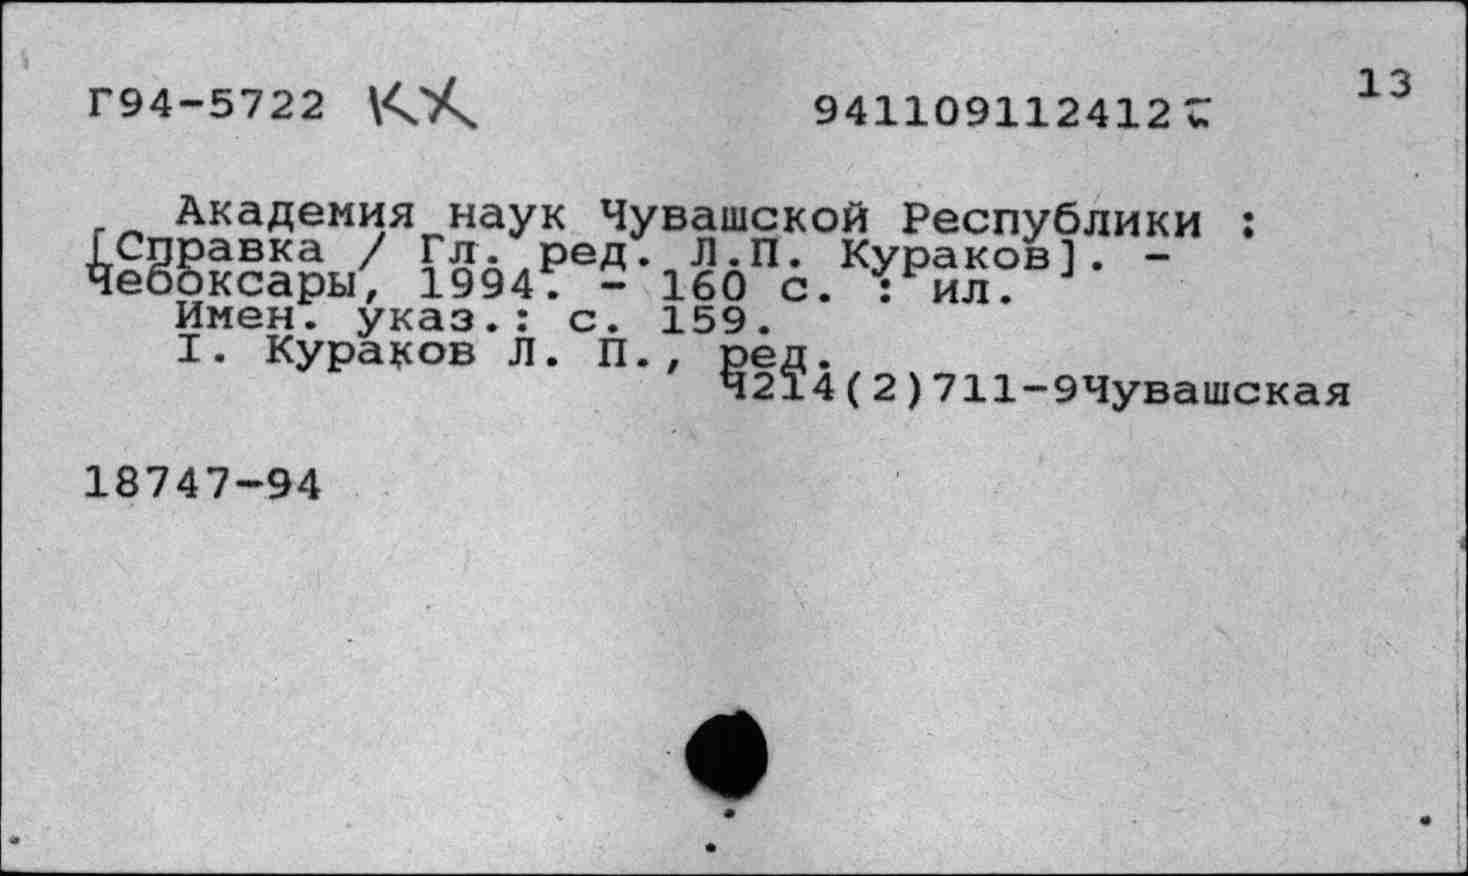 13
Г94-5722 КХ 941109112412
Академия наук Чувашской Республики :
[Справка / Гл. ред. Л.П. Кураков]. -
Чебоксары, 1994. - 160 с. : ил.
Имен. указ.: с. 159.
I. Кураков Л. П., ред.
Ч214(2)711-9Чувашская
18747-94